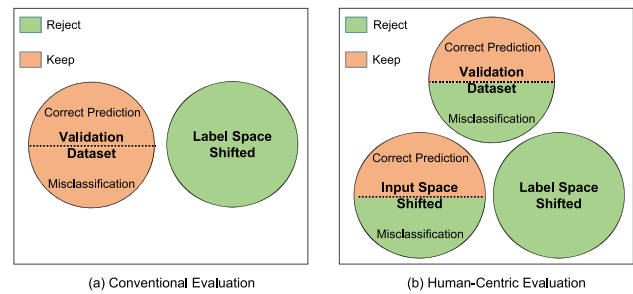 Reject
Keep
Correct Prediction
Validation
Dataset
Misclassification
Label Space
Shifted
(a) Conventional Evaluation
Reject
Keep
Correct Prediction
Validation
Dataset
Misclassification
Correct Prediction
Input Space
Shifted
Misclassification
Label Space
Shifted
(b) Human-Centric Evaluation